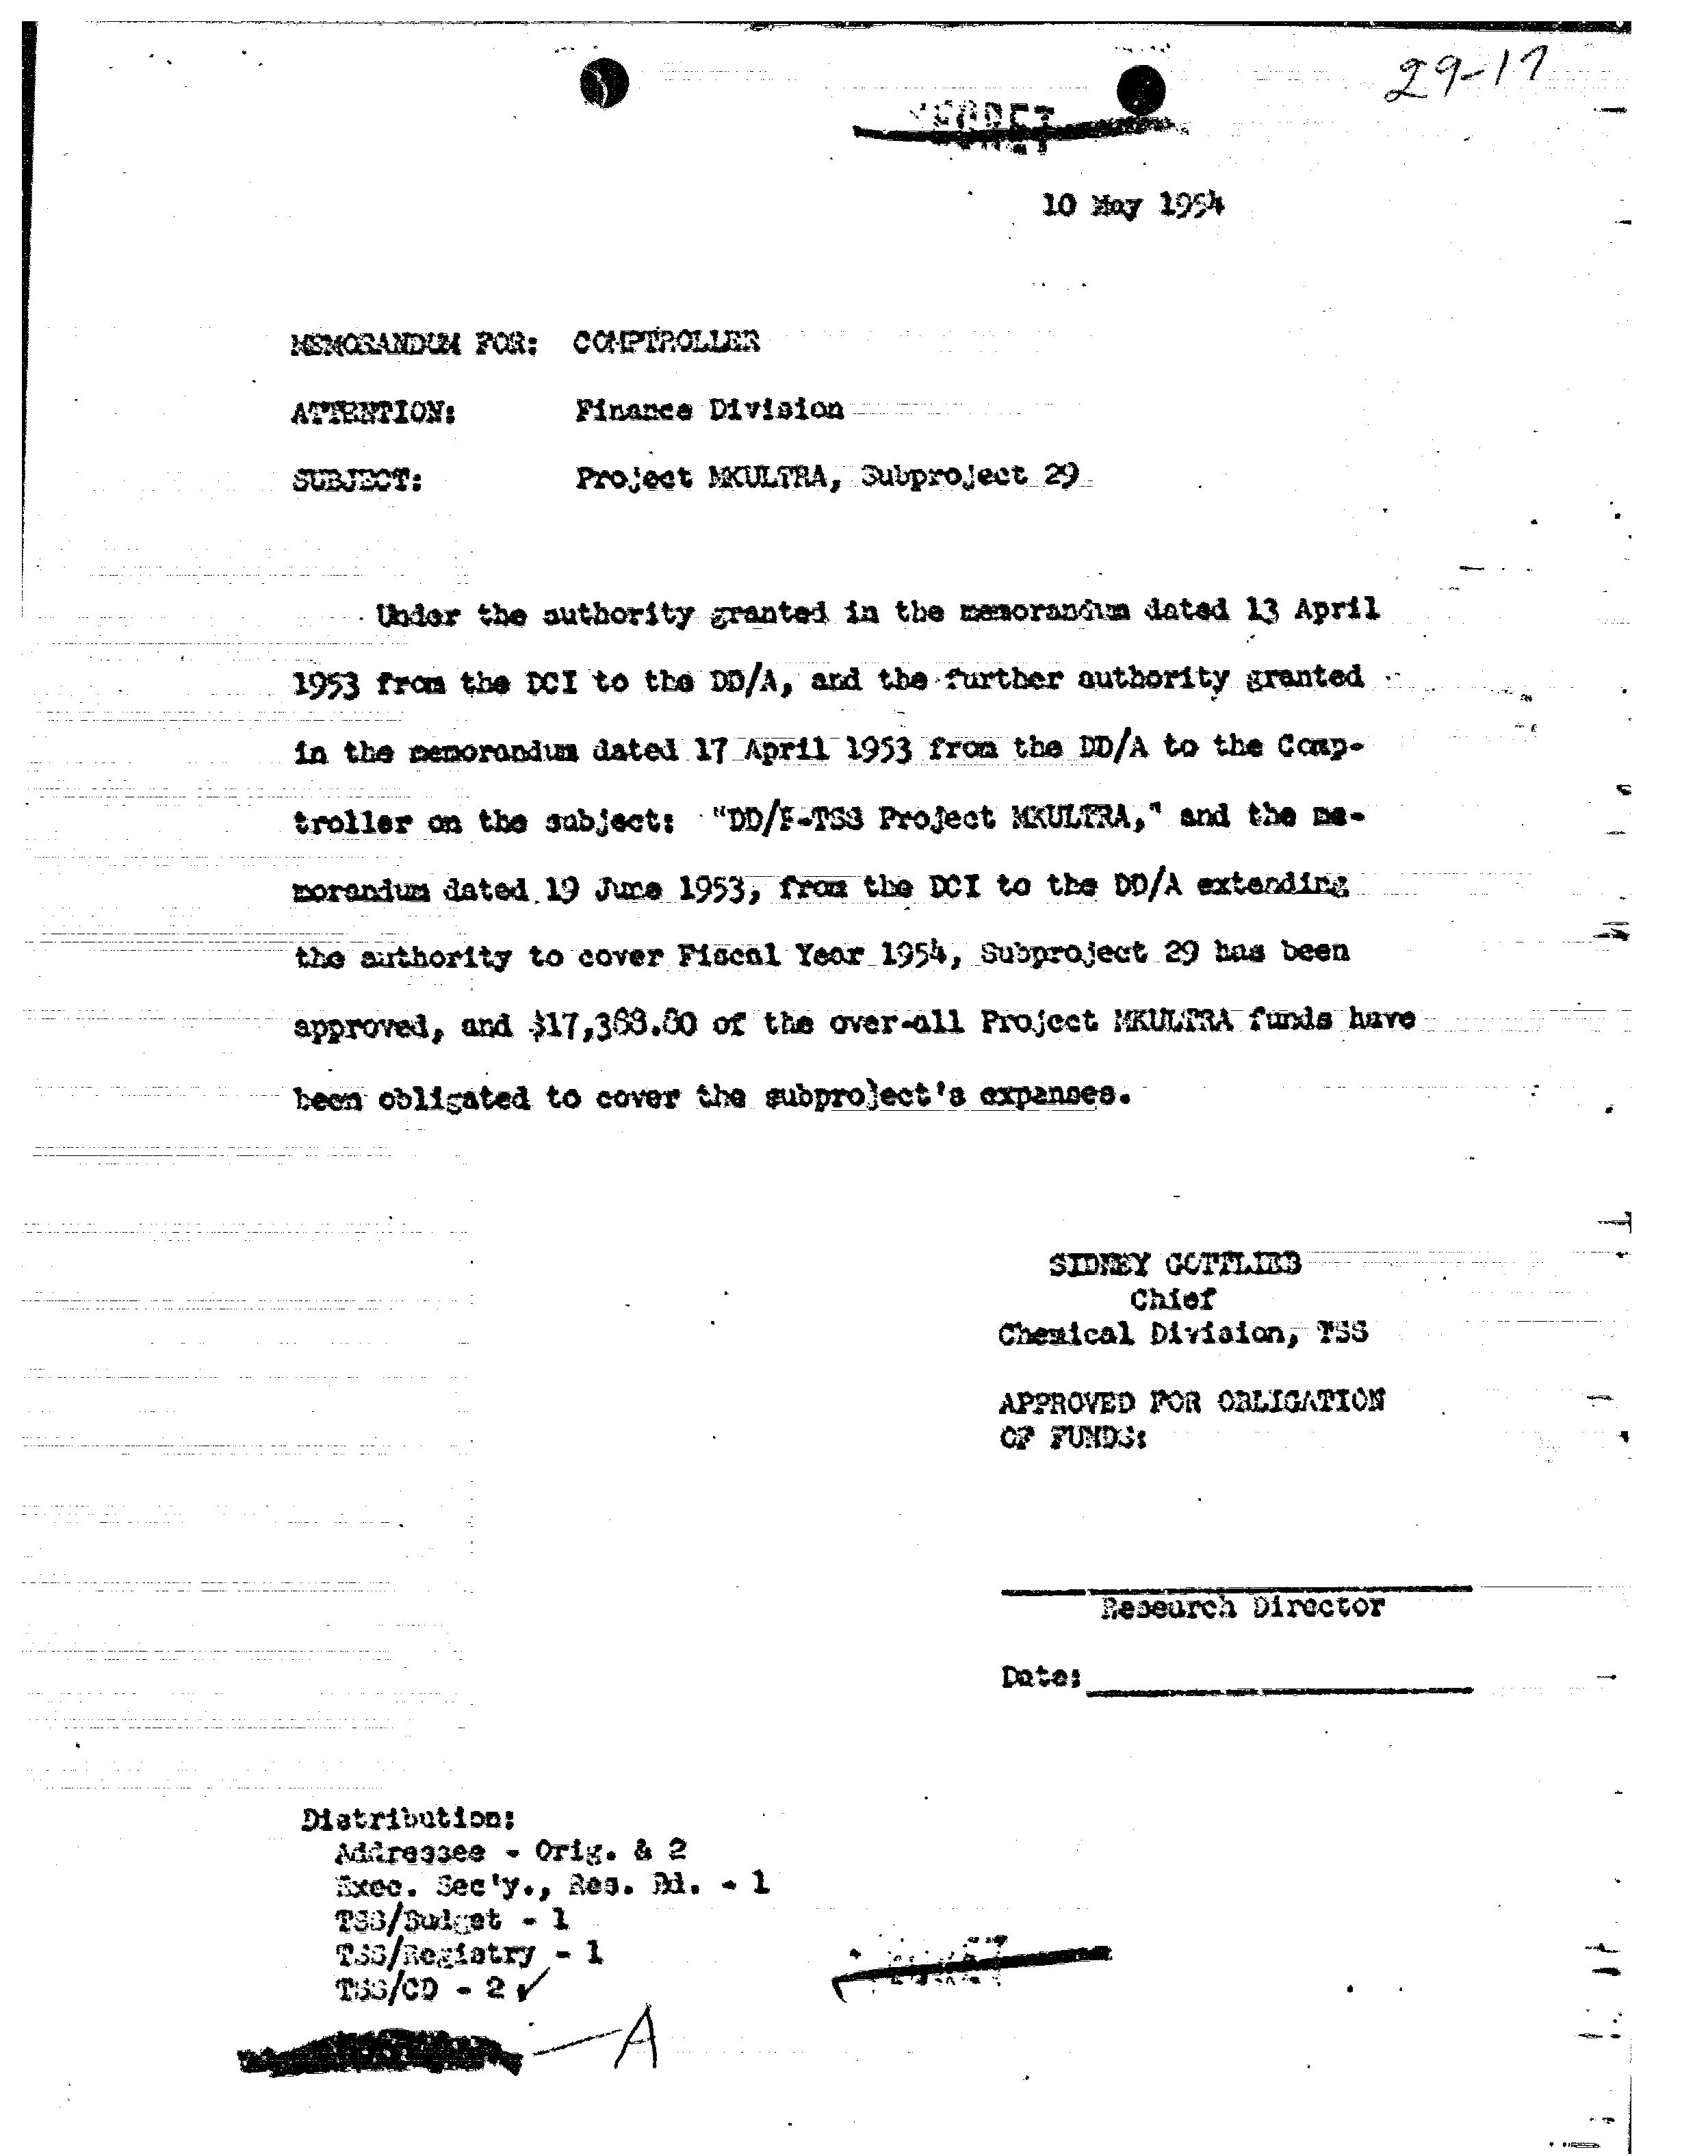 29-17
SECRET
10 May 1954
MEMORANDUM FOR: COMPTROLLER
ATTENTION: Finance Division
SUBJECT: Project MKULTRA, Subproject 29
Under the authority granted in the memorandum dated 13 April
1953 from the DCI to the DD/A, and the further authority granted
in the memorandum dated 17 April 1953 from the DD/A to the Comp-
troller on the subject: "DD/P-TSS Project MKULTRA," and the me-
morandum dated 19 June 1953, from the DCI to the DD/A extending
the authority to cover Fiscal Year 1954, Subproject 29 has been
approved, and of the over-all Project MKULTRA funds have
been obligated to cover the subproject's expenses.
SIDNEY GOTTLIEB
Chief
Chemical Division, TSS
APPROVED FOR OBLIGATION
OF FUNDS:
Research Director
Date:
Distribution:
Addressee - Orig. & 2
Exec. Sec'y., Res. Bd. - 1
TSS/Budget - 1
TSS/Registry - 1
TSS/CD - 2
A